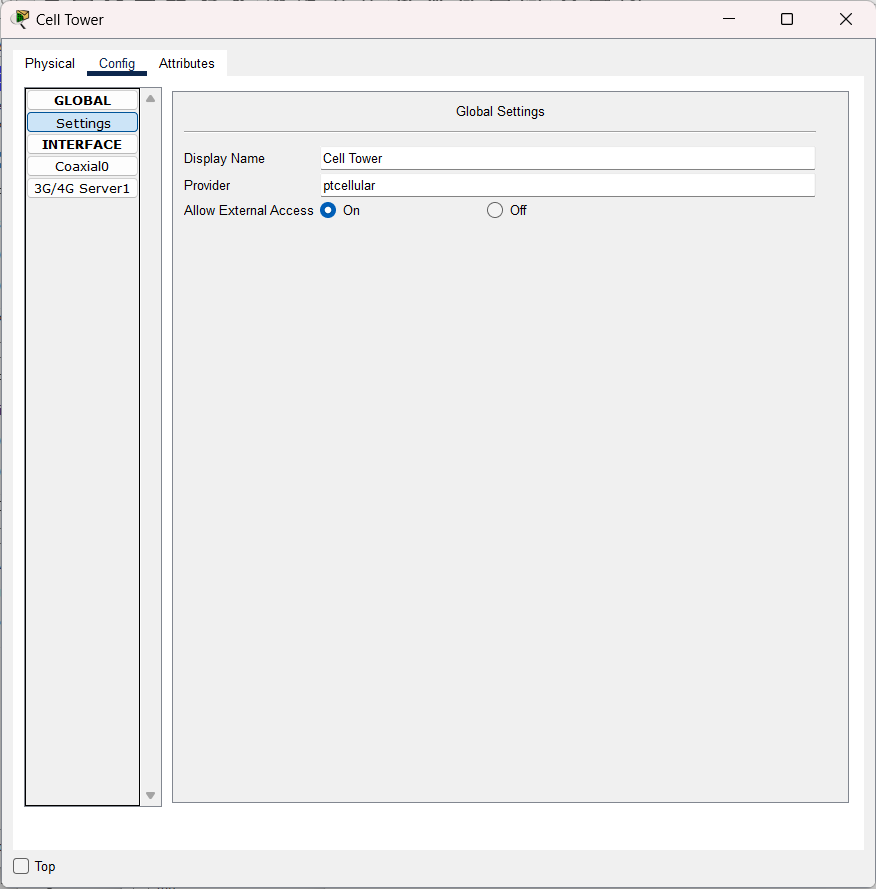 Cell Tower
Physical Config Attributes
GLOBAL
Settings
INTERFACE
Coaxial0
3G/4G Server1
Global Settings
Display Name Cell Tower
Provider ptcellular
Allow External Access On Off
Top